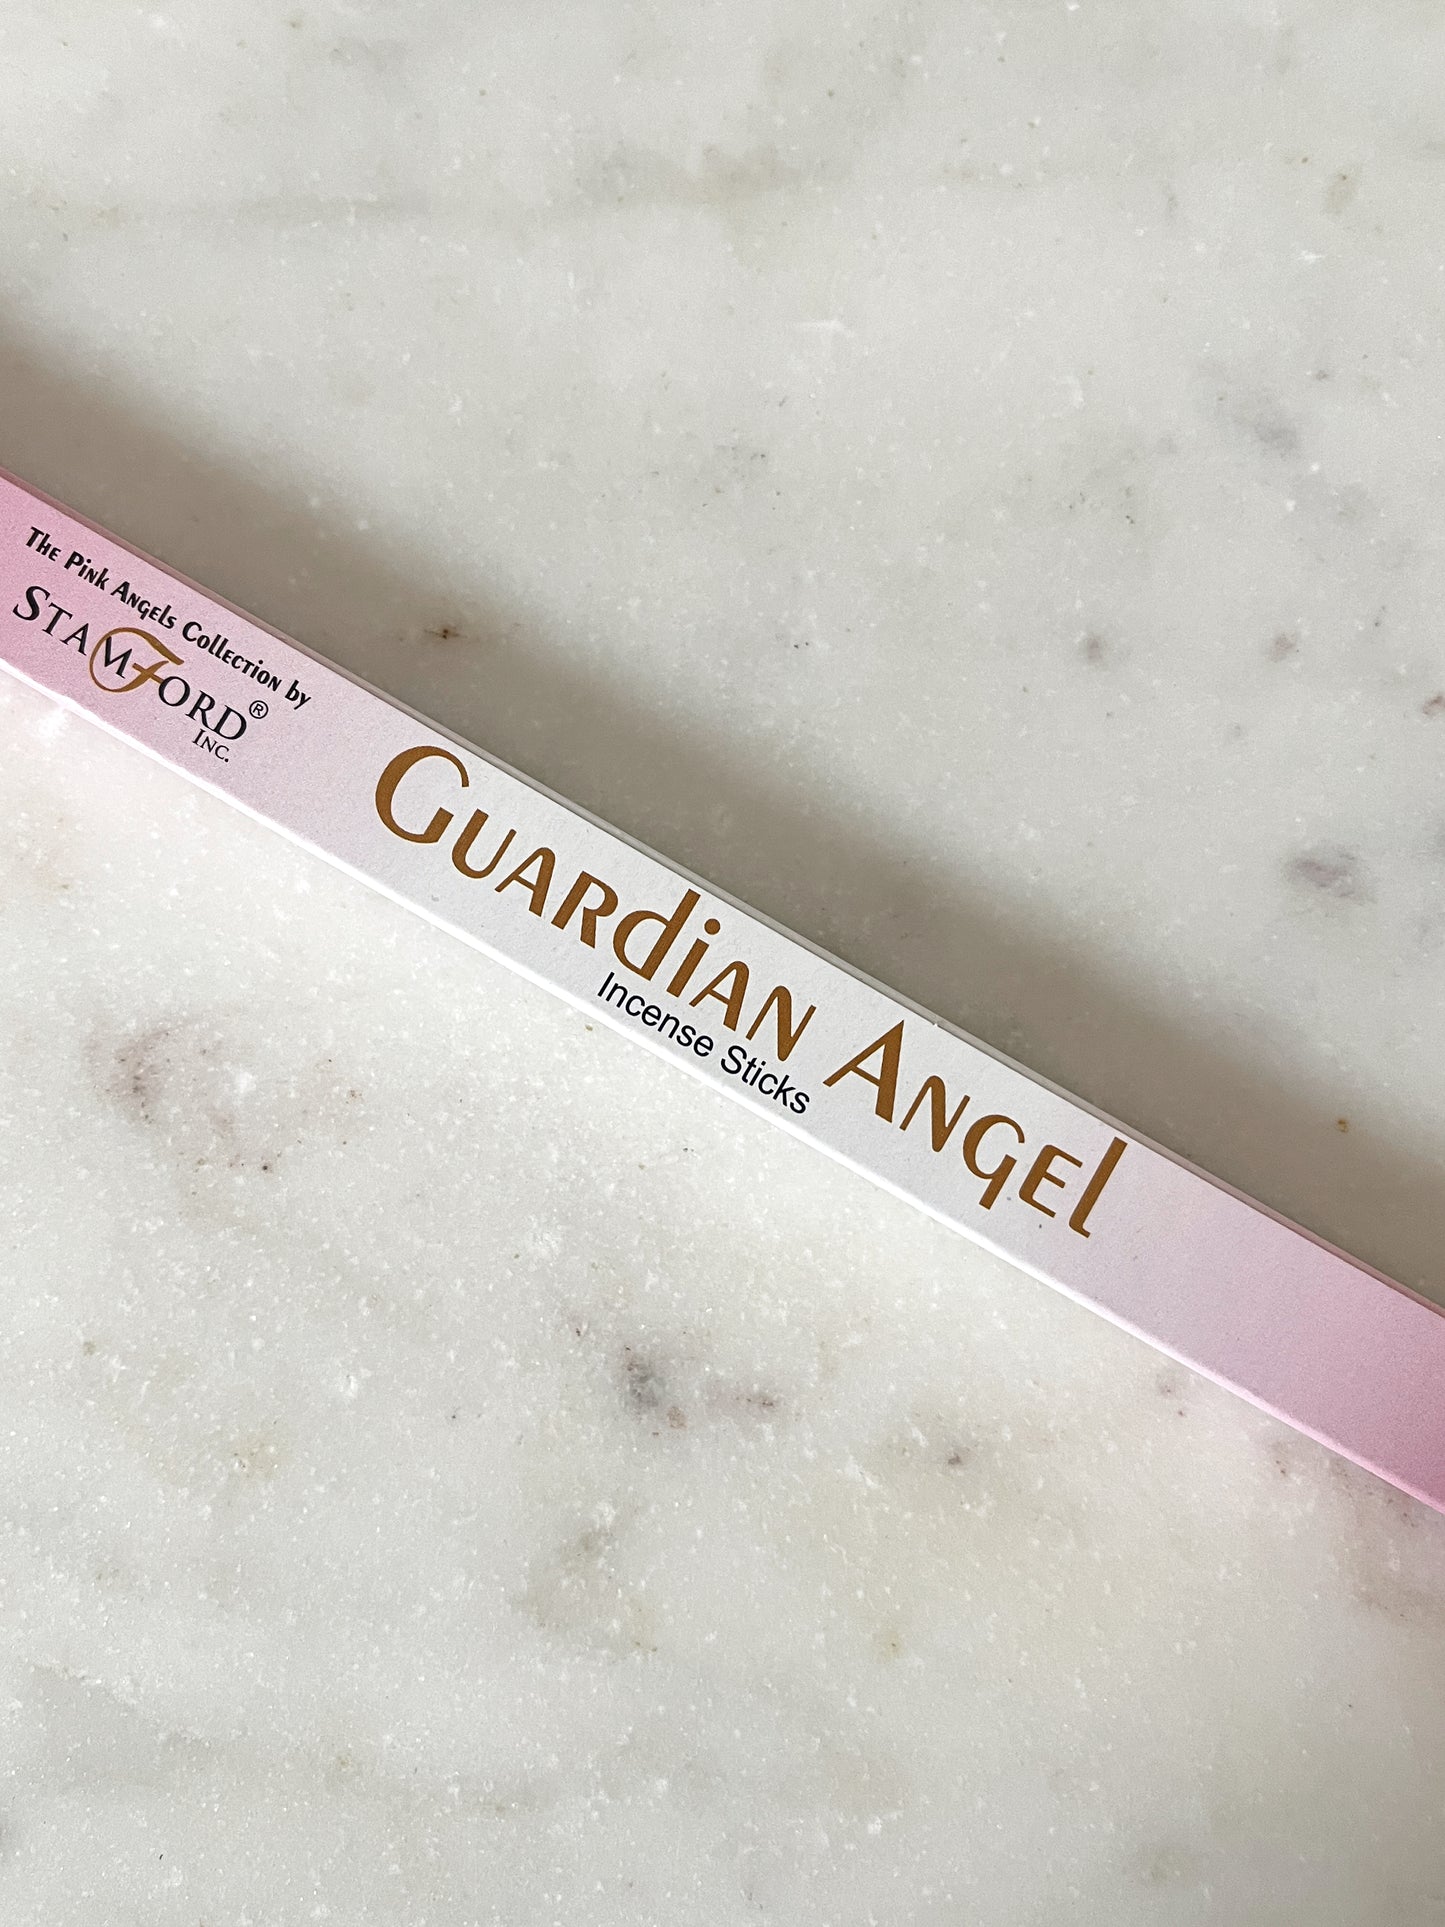 The Pink Angels Collection by
STAMFORD®
INC.
Guardian Angel
Incense Sticks